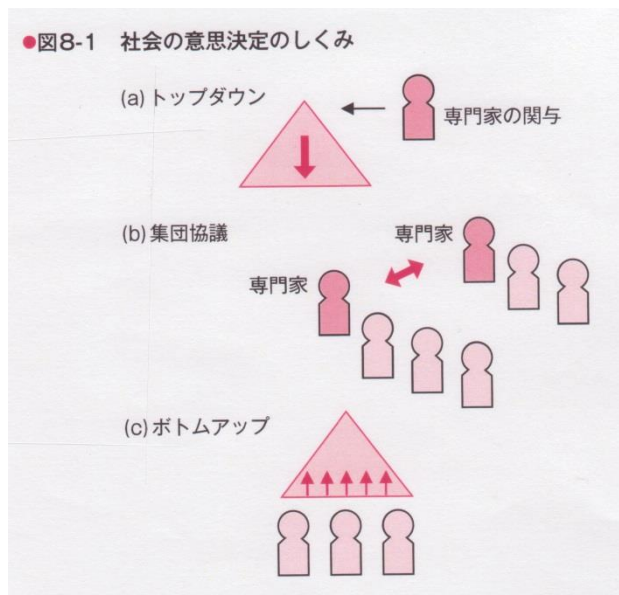 ●図8-1 社会の意思決定のしくみ
(a)トップダウン
専門家の関与
(b)集団協議
専門家
専門家
(c)ボトムアップ